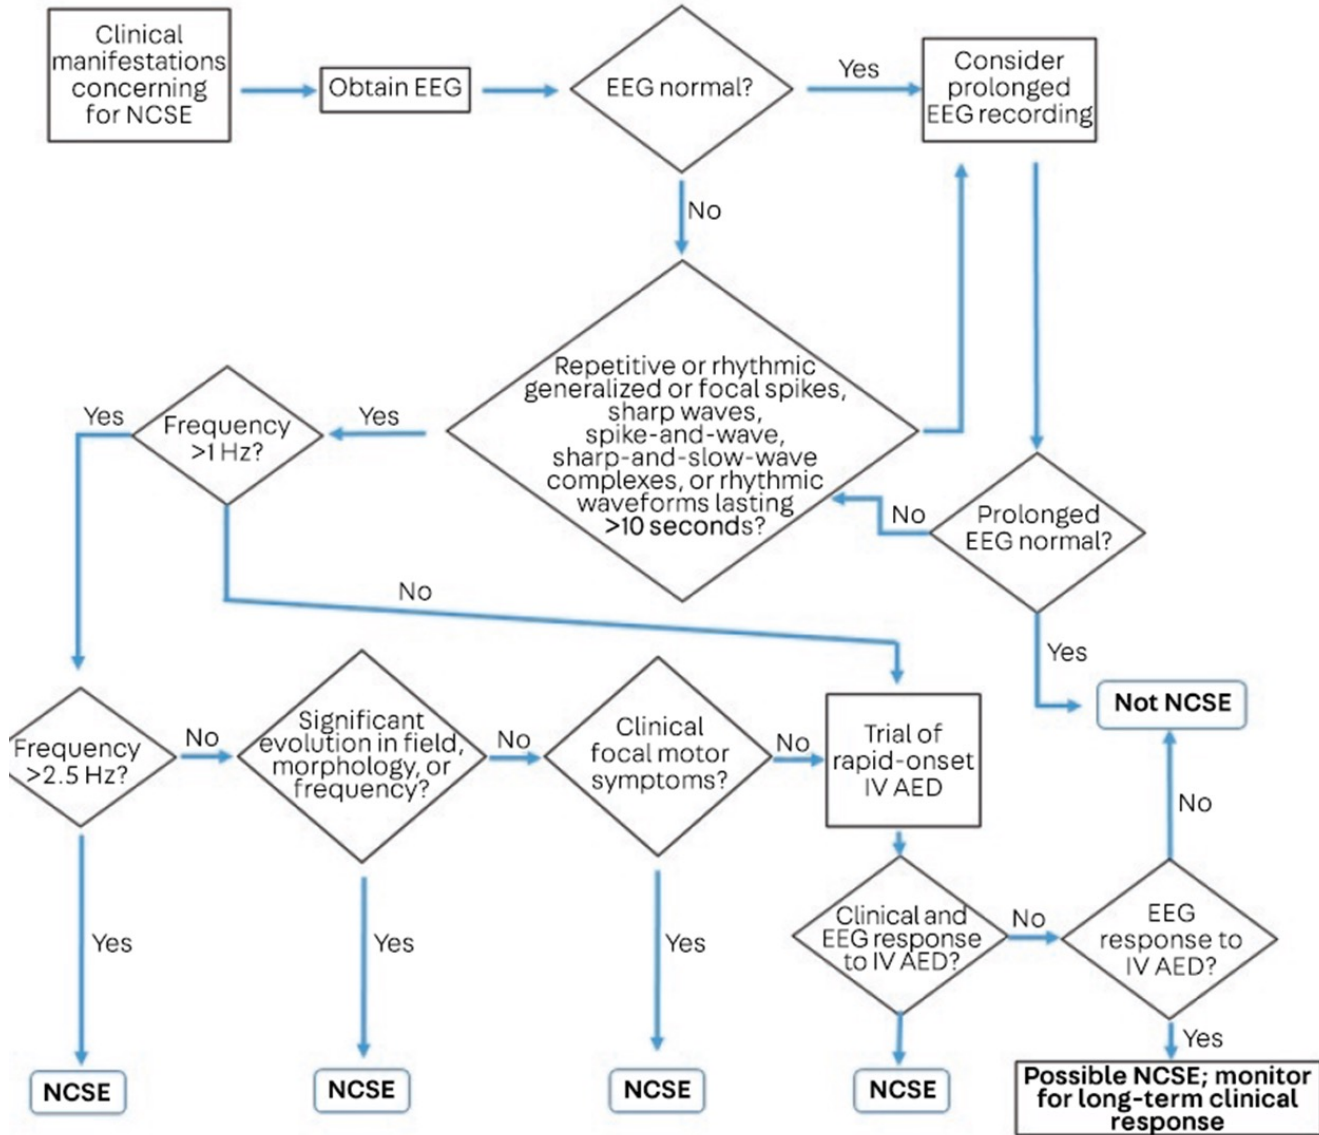 Clinical
manifestations
concerning
for NCSE
Obtain EEG
EEG normal?
Yes
Consider
prolonged
EEG recording
No
Repetitive or rhythmic
generalized or focal spikes,
sharp waves,
spike-and-wave,
sharp-and-slow-wave
complexes, or rhythmic
waveforms lasting
>10 seconds?
Yes
Frequency
>1 Hz?
Yes
No
Prolonged
EEG normal?
No
Yes
Not NCSE
Frequency
>2.5 Hz?
No
Significant
evolution in field,
morphology, or
frequency?
No
Clinical
focal motor
symptoms?
No
Trial of
rapid-onset
IV AED
No
Yes
Yes
Yes
Clinical and
EEG response
to IV AED?
No
EEG
response to
IV AED?
Yes
NCSE
NCSE
NCSE
NCSE
Possible NCSE; monitor
for long-term clinical
response